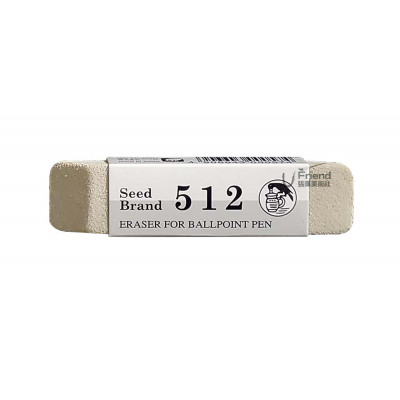 Seed
Brand
512
ERASER FOR BALLPOINT PEN
Friend